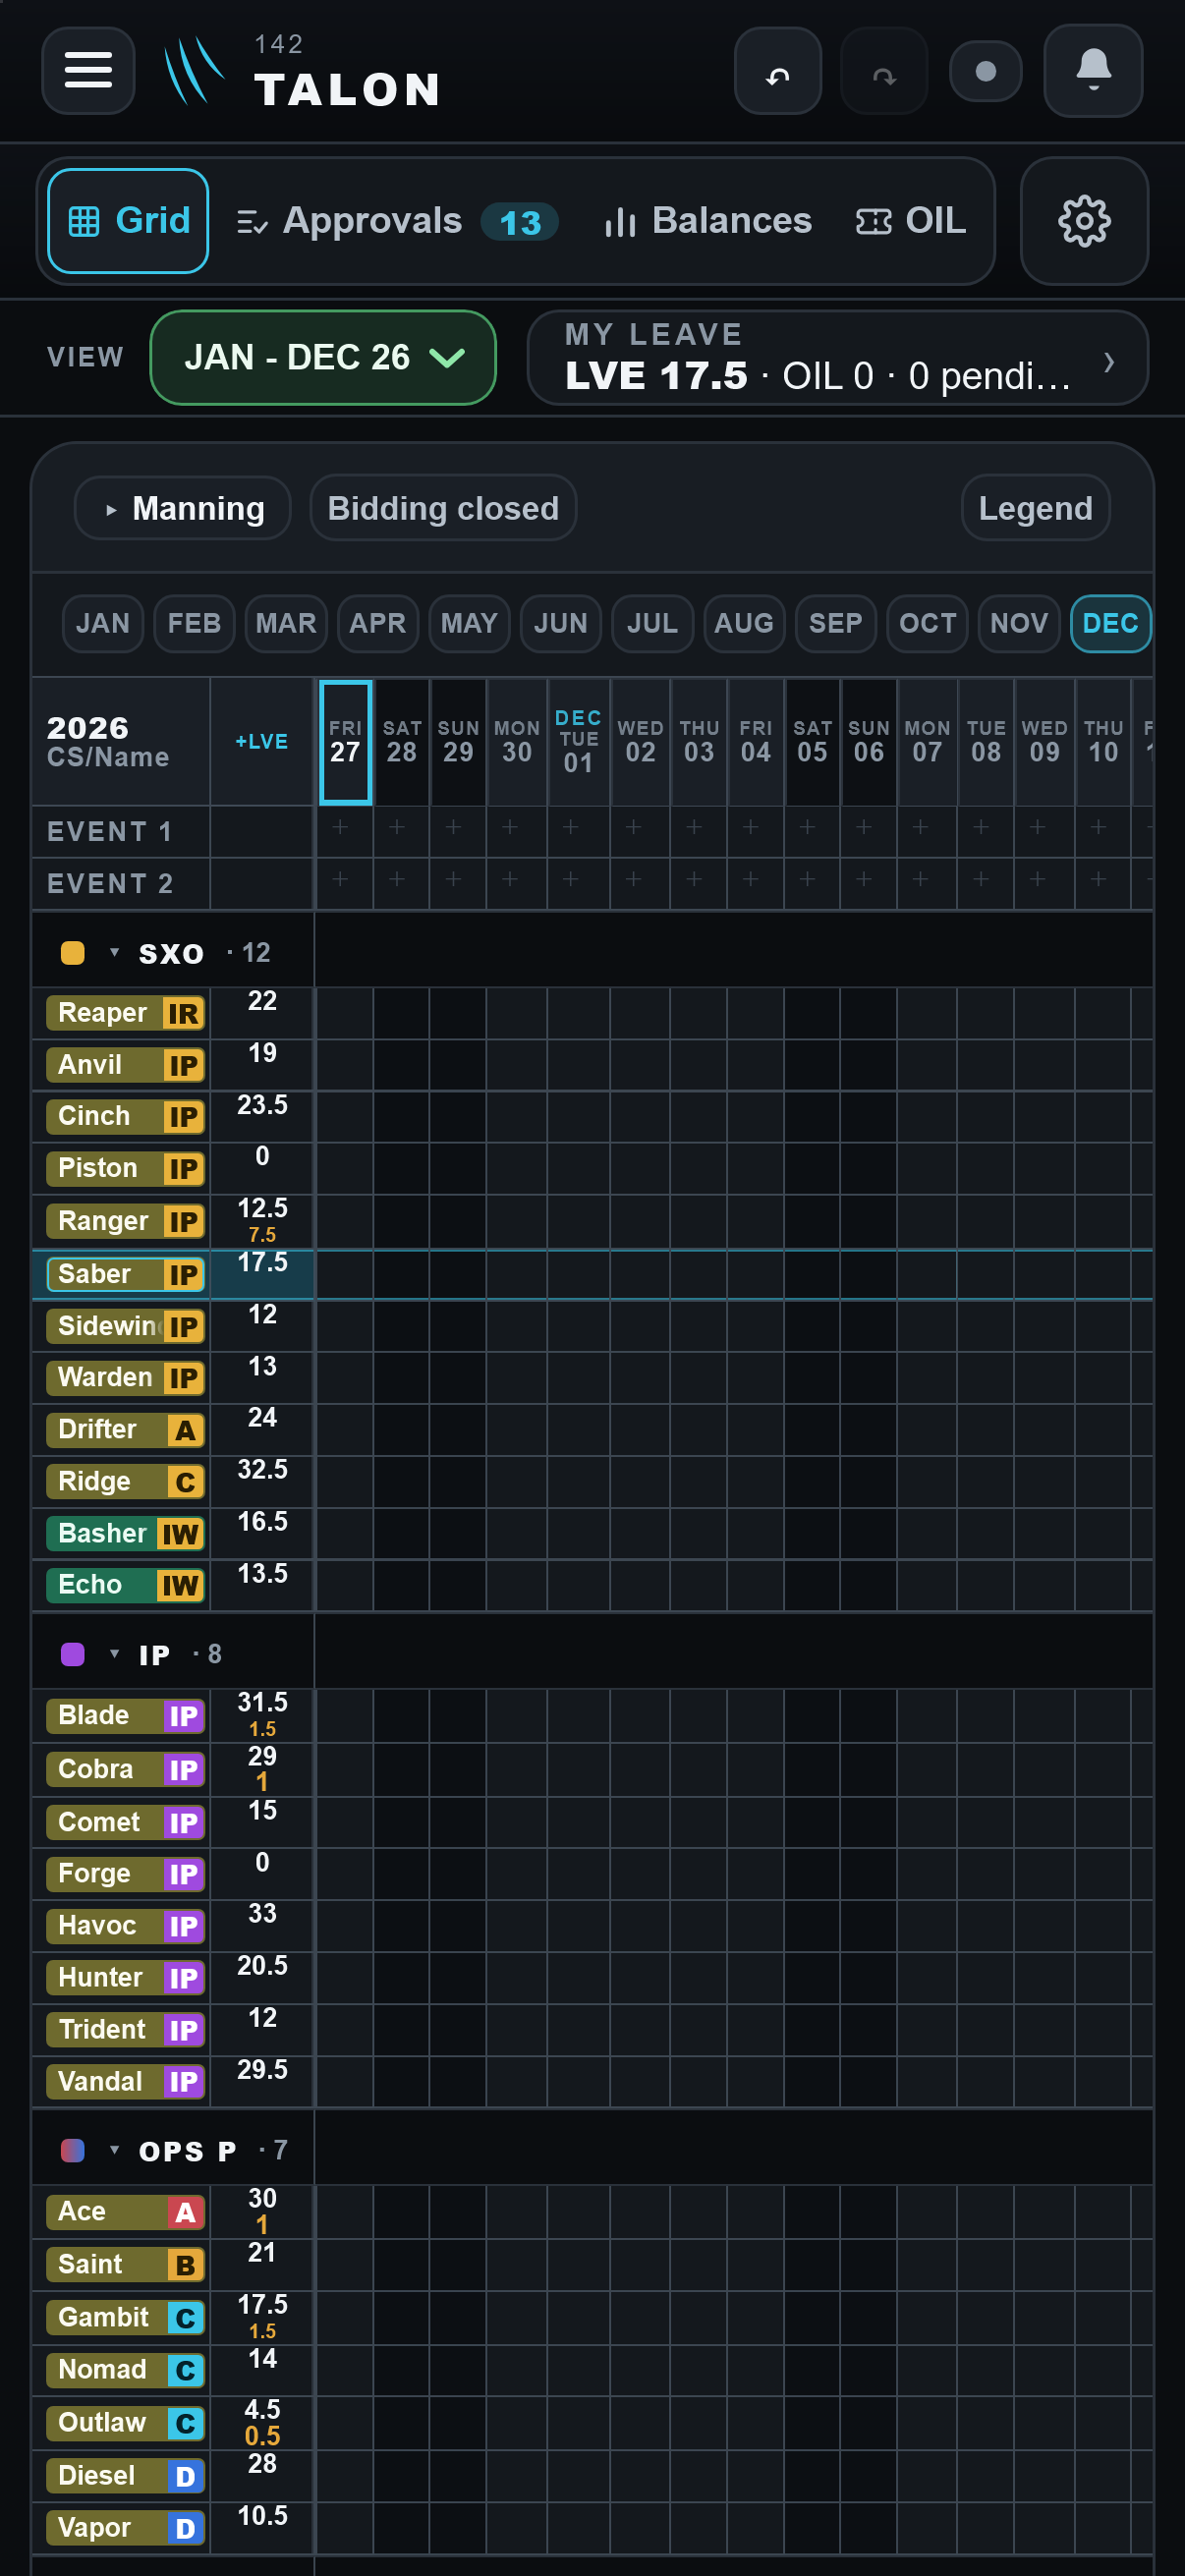 142
TALON
Grid
Approvals 13
Balances
OIL
VIEW
JAN - DEC 26
MY LEAVE
LVE 17.5 · OIL 0 · 0 pendi…
Manning
Bidding closed
Legend
JAN FEB MAR APR MAY JUN JUL AUG SEP OCT NOV DEC
2026
CS/Name
+LVE
FRI 27
SAT 28
SUN 29
MON 30
DEC TUE 01
WED 02
THU 03
FRI 04
SAT 05
SUN 06
MON 07
TUE 08
WED 09
THU 10
EVENT 1 + + + + + + + + + + + + + +
EVENT 2 + + + + + + + + + + + + + +
SXO · 12
Reaper IR 22
Anvil IP 19
Cinch IP 23.5
Piston IP 0
Ranger IP 12.5
7.5
Saber IP 17.5
Sidewin IP 12
Warden IP 13
Drifter A 24
Ridge C 32.5
Basher IW 16.5
Echo IW 13.5
IP · 8
Blade IP 31.5
1.5
Cobra IP 29
1
Comet IP 15
Forge IP 0
Havoc IP 33
Hunter IP 20.5
Trident IP 12
Vandal IP 29.5
OPS P · 7
Ace A 30
1
Saint B 21
Gambit C 17.5
1.5
Nomad C 14
Outlaw C 4.5
0.5
Diesel D 28
Vapor D 10.5